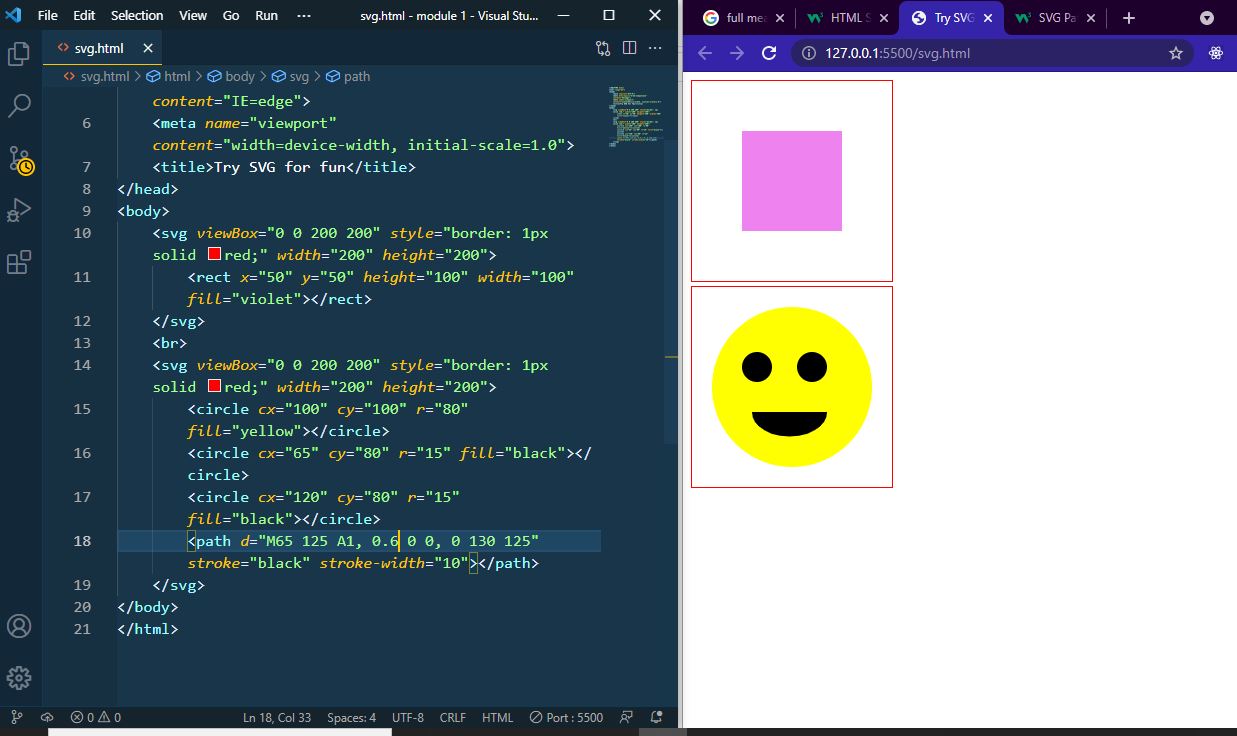 File Edit Selection View Go Run ··· svg.html - module 1 - Visual Stu...
svg.html
svg.html > html > body > svg > path
content="IE=edge">
6 <meta name="viewport"
content="width=device-width, initial-scale=1.0">
7 <title>Try SVG for fun</title>
8 </head>
9 <body>
10 <svg viewBox="0 0 200 200" style="border: 1px
solid red;" width="200" height="200">
11 <rect x="50" y="50" height="100" width="100"
fill="violet"></rect>
12 </svg>
13 <br>
14 <svg viewBox="0 0 200 200" style="border: 1px
solid red;" width="200" height="200">
15 <circle cx="100" cy="100" r="80"
fill="yellow"></circle>
16 <circle cx="65" cy="80" r="15" fill="black"></
circle>
17 <circle cx="120" cy="80" r="15"
fill="black"></circle>
18 <path d="M65 125 A1, 0.6 0 0, 0 130 125"
stroke="black" stroke-width="10"></path>
19 </svg>
20 </body>
21 </html>
0 0 Ln 18, Col 33 Spaces: 4 UTF-8 CRLF HTML Port : 5500
full mea HTML S Try SVG SVG Pa
127.0.0.1:5500/svg.html